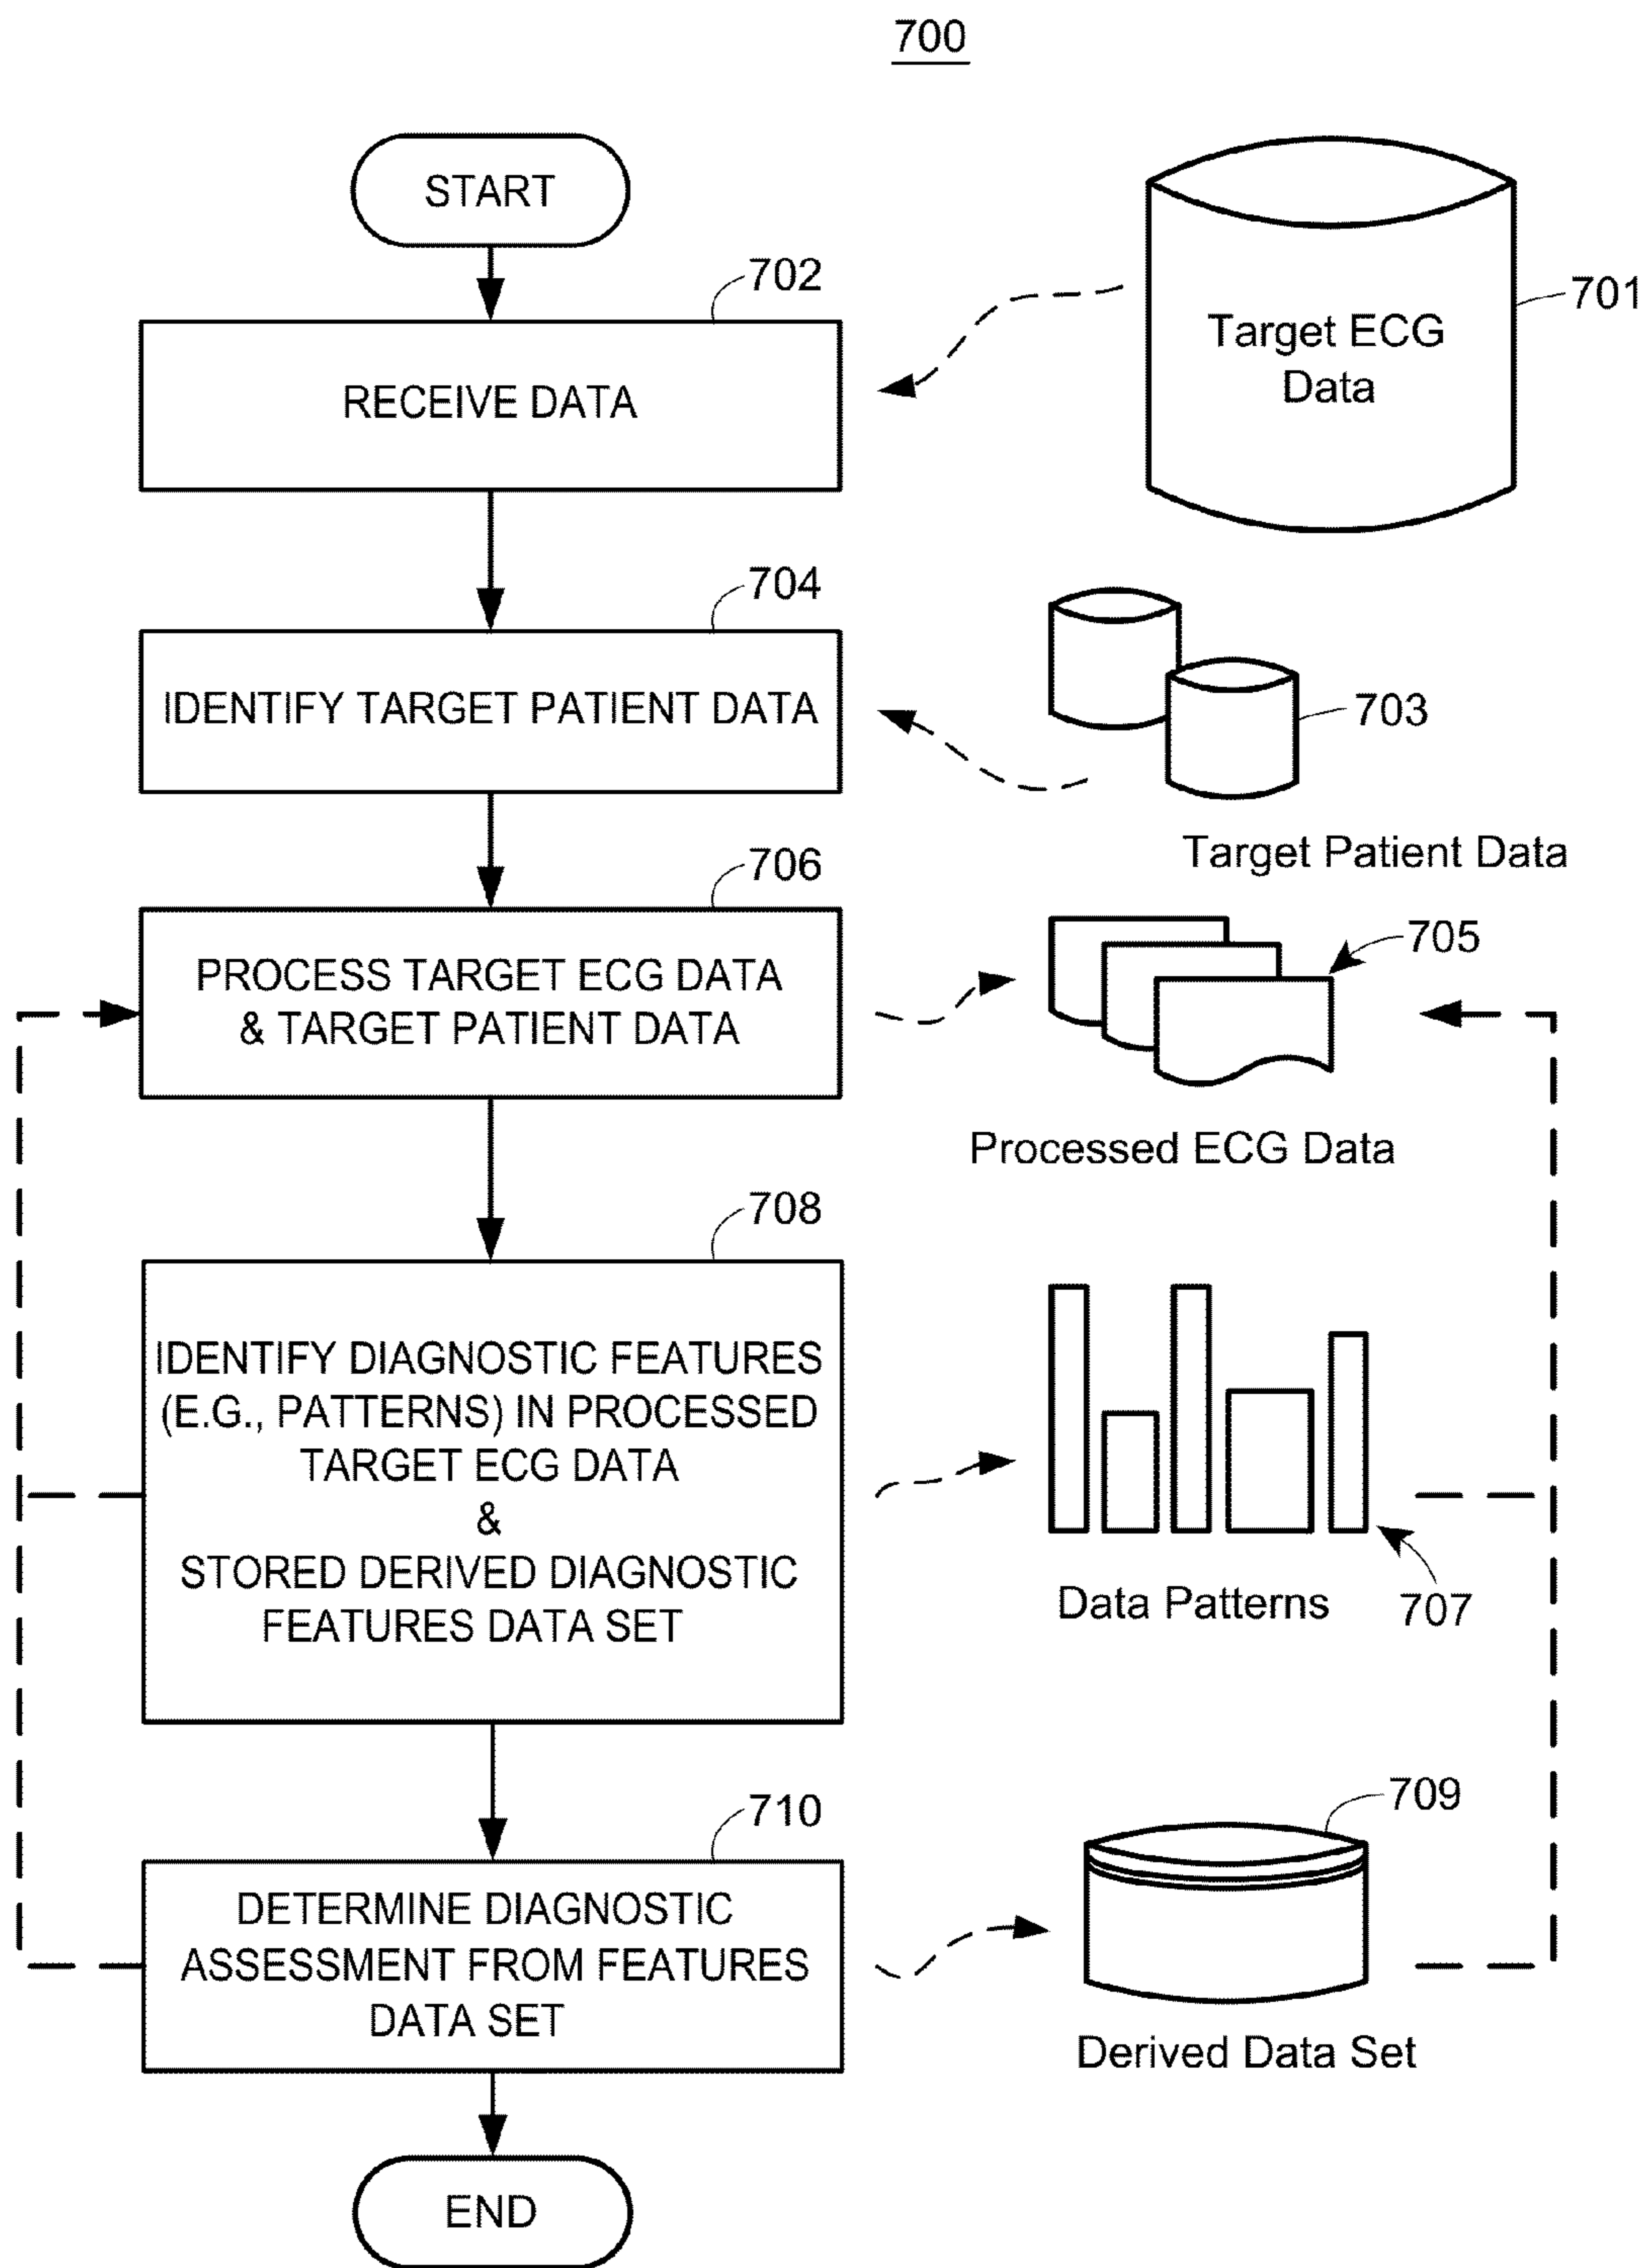 700
START
702
RECEIVE DATA
Target ECG
Data
701
704
IDENTIFY TARGET PATIENT DATA
703
Target Patient Data
706
PROCESS TARGET ECG DATA
& TARGET PATIENT DATA
705
Processed ECG Data
708
IDENTIFY DIAGNOSTIC FEATURES
(E.G., PATTERNS) IN PROCESSED
TARGET ECG DATA
&
STORED DERIVED DIAGNOSTIC
FEATURES DATA SET
Data Patterns
707
710
DETERMINE DIAGNOSTIC
ASSESSMENT FROM FEATURES
DATA SET
709
Derived Data Set
END